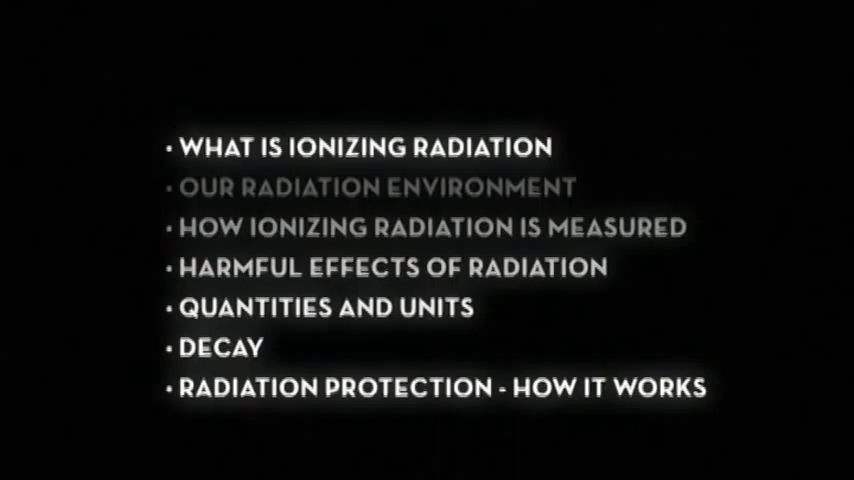 • WHAT IS IONIZING RADIATION
• OUR RADIATION ENVIRONMENT
• HOW IONIZING RADIATION IS MEASURED
• HARMFUL EFFECTS OF RADIATION
• QUANTITIES AND UNITS
• DECAY
• RADIATION PROTECTION - HOW IT WORKS